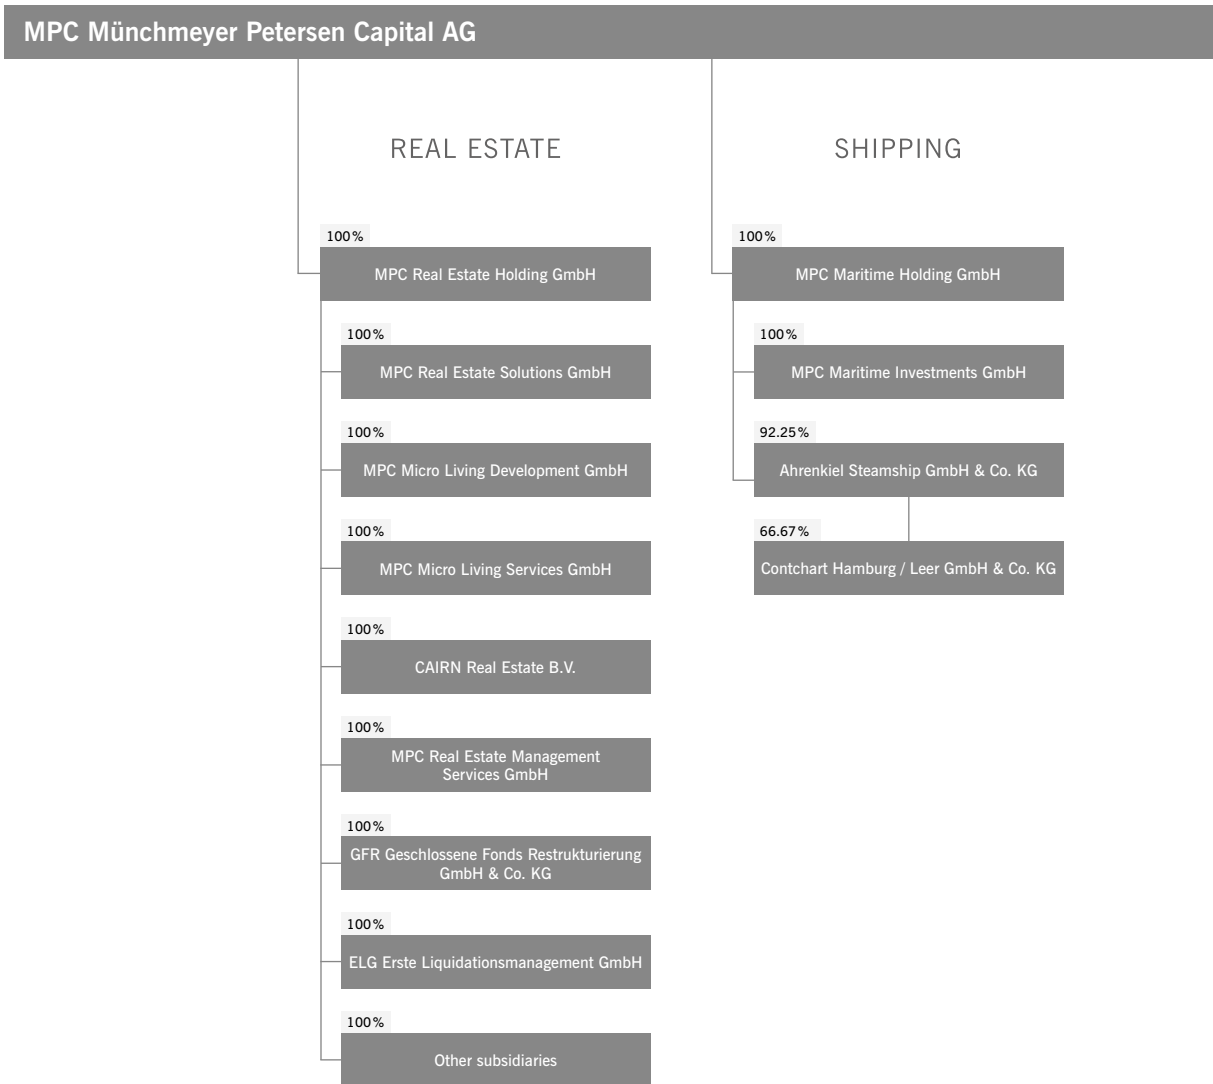 MPC Münchmeyer Petersen Capital AG
REAL ESTATE
100%
MPC Real Estate Holding GmbH
100%
MPC Real Estate Solutions GmbH
100%
MPC Micro Living Development GmbH
100%
MPC Micro Living Services GmbH
100%
CAIRN Real Estate B.V.
100%
MPC Real Estate Management
Services GmbH
100%
GFR Geschlossene Fonds Restrukturierung
GmbH & Co. KG
100%
ELG Erste Liquidationsmanagement GmbH
100%
Other subsidiaries
SHIPPING
100%
MPC Maritime Holding GmbH
100%
MPC Maritime Investments GmbH
92.25%
Ahrenkiel Steamship GmbH & Co. KG
66.67%
Contchart Hamburg / Leer GmbH & Co. KG